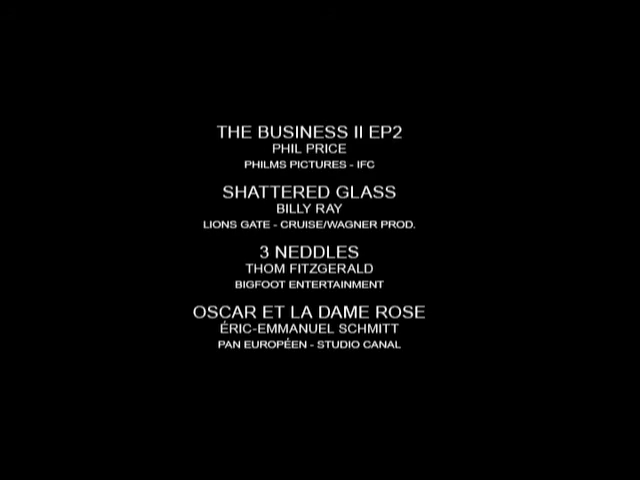 THE BUSINESS II EP2
PHIL PRICE
PHILMS PICTURES - IFC
SHATTERED GLASS
BILLY RAY
LIONS GATE - CRUISE/WAGNER PROD.
3 NEDDLES
THOM FITZGERALD
BIGFOOT ENTERTAINMENT
OSCAR ET LA DAME ROSE
ÉRIC-EMMANUEL SCHMITT
PAN EUROPÉEN - STUDIO CANAL